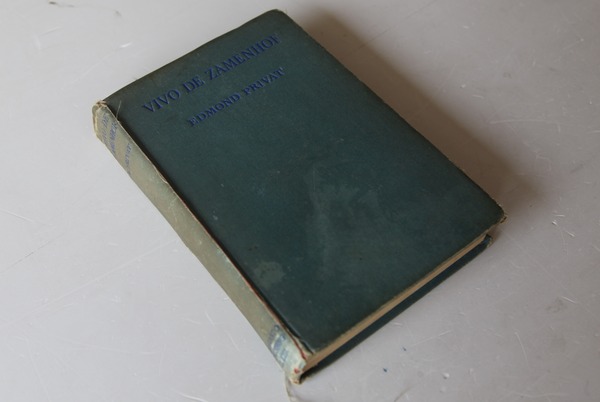 VIVO DE ZAMENHOF
EDMOND PRIVAT